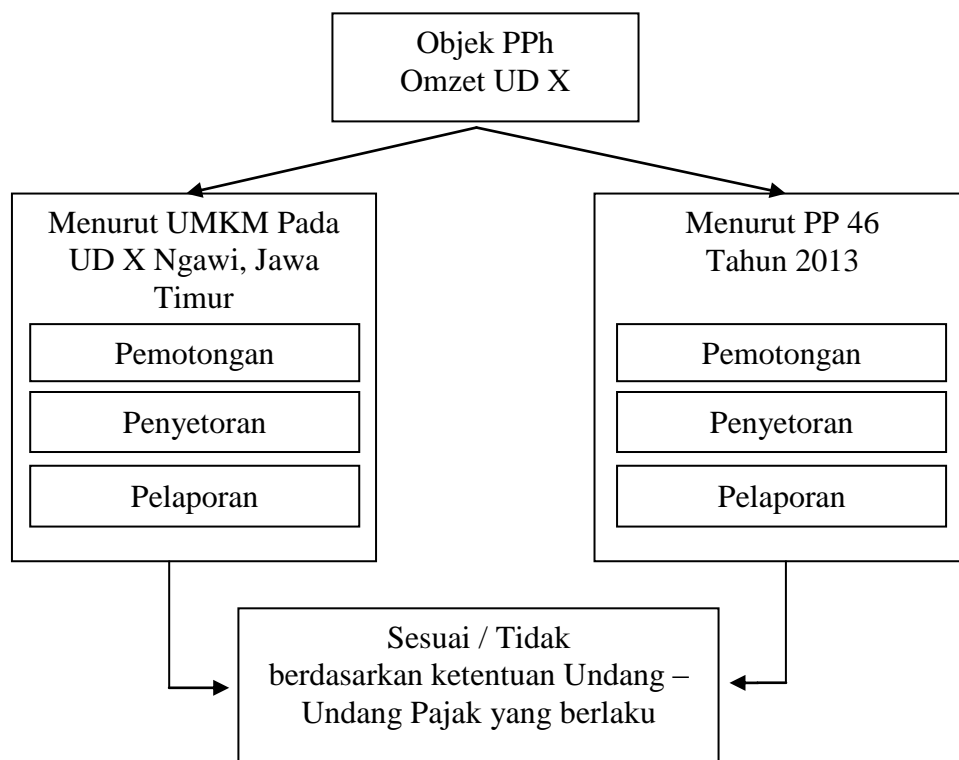 Objek PPh
Omzet UD X
Menurut UMKM Pada
UD X Ngawi, Jawa
Timur
Pemotongan
Penyetoran
Pelaporan
Menurut PP 46
Tahun 2013
Pemotongan
Penyetoran
Pelaporan
Sesuai / Tidak
berdasarkan ketentuan Undang –
Undang Pajak yang berlaku